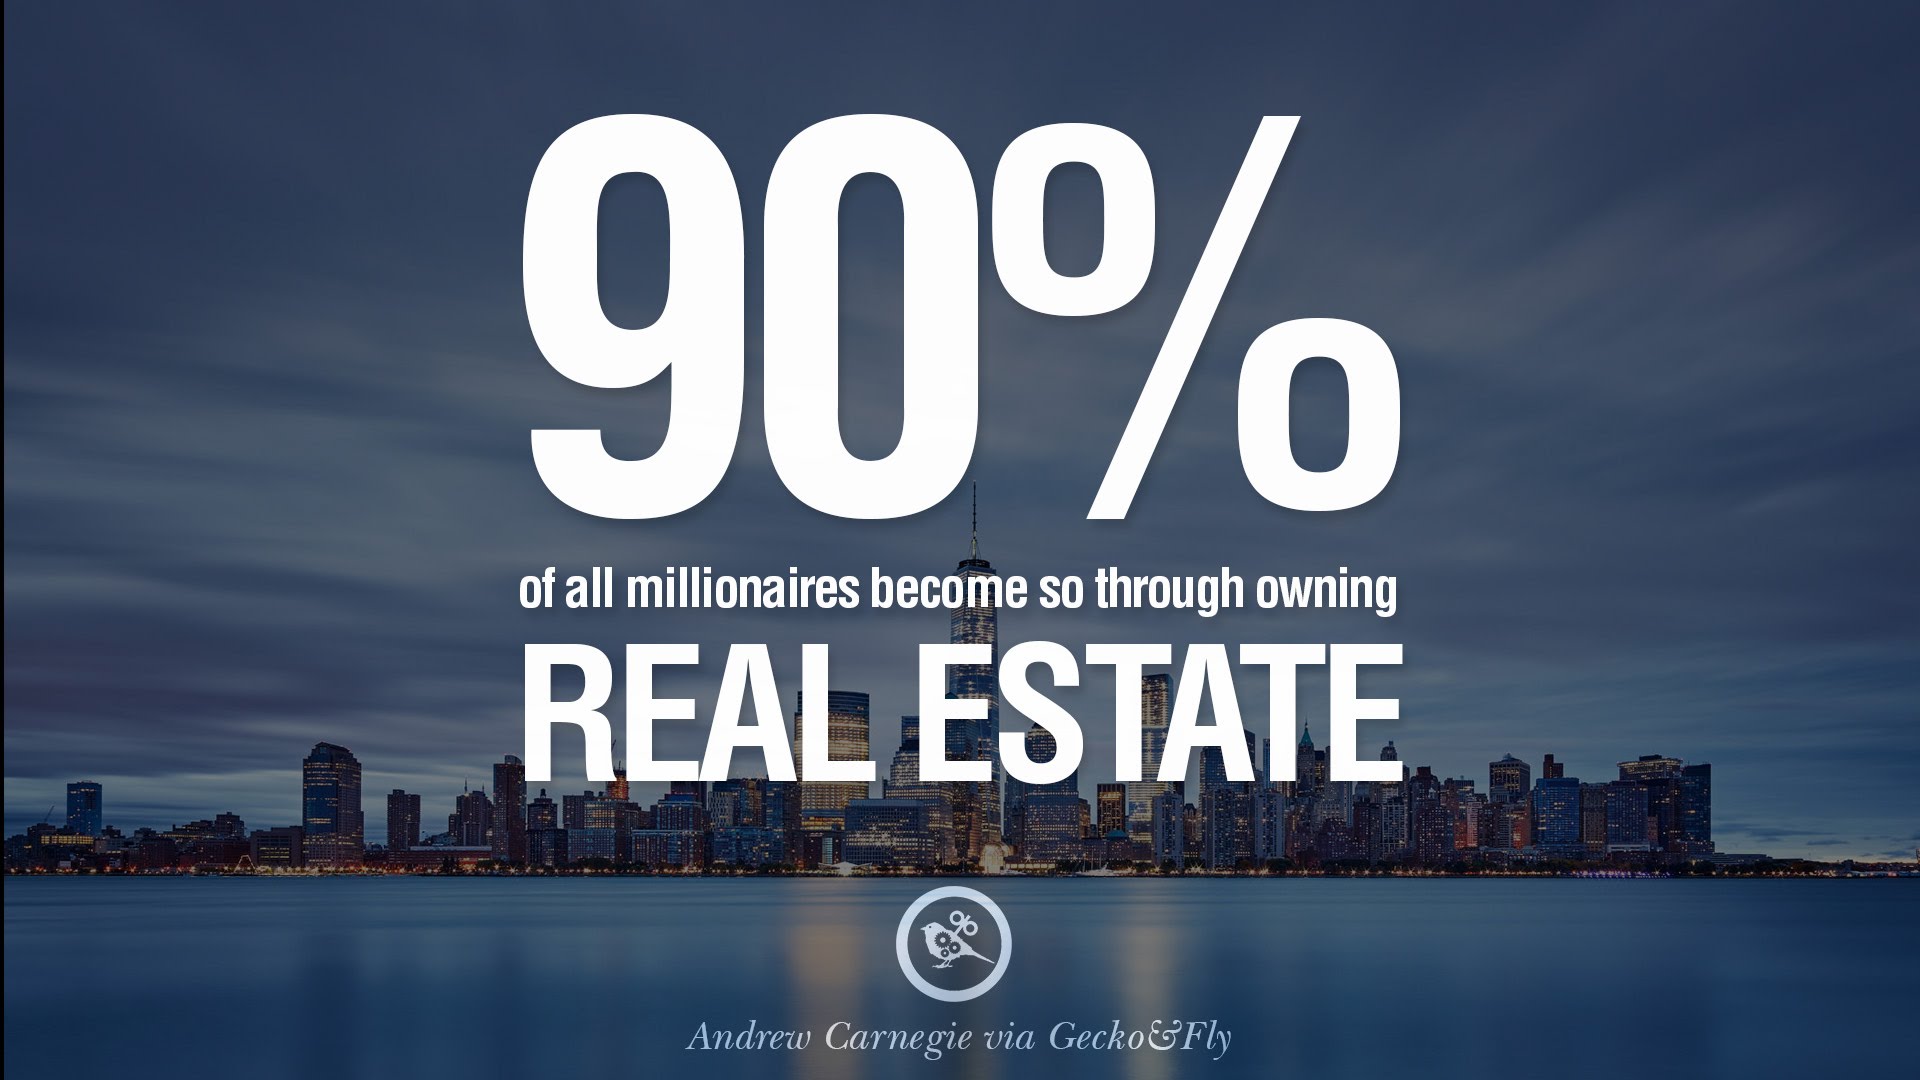 90%
of all millionaires become so through owning
REAL ESTATE
Andrew Carnegie via Gecko&Fly